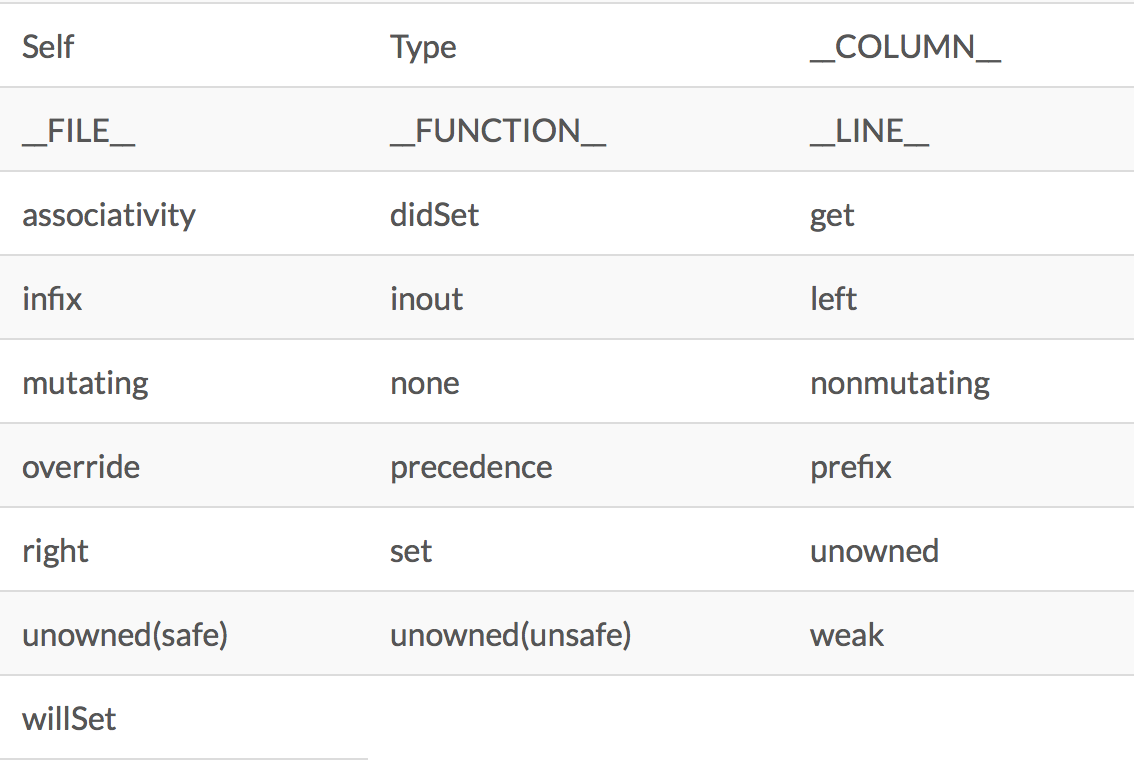 Self Type __COLUMN__
__FILE__ __FUNCTION__ __LINE__
associativity didSet get
infix inout left
mutating none nonmutating
override precedence prefix
right set unowned
unowned(safe) unowned(unsafe) weak
willSet